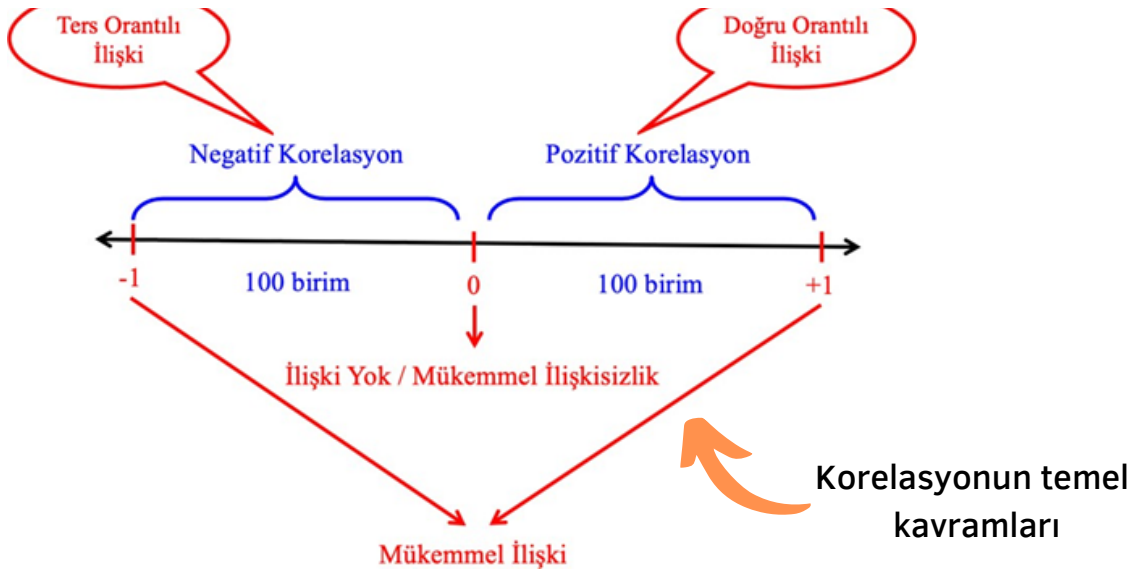 Ters Orantılı
İlişki
Doğru Orantılı
İlişki
Negatif Korelasyon
Pozitif Korelasyon
-1
100 birim
0
100 birim
+1
İlişki Yok / Mükemmel İlişkisizlik
Korelasyonun temel
kavramları
Mükemmel İlişki